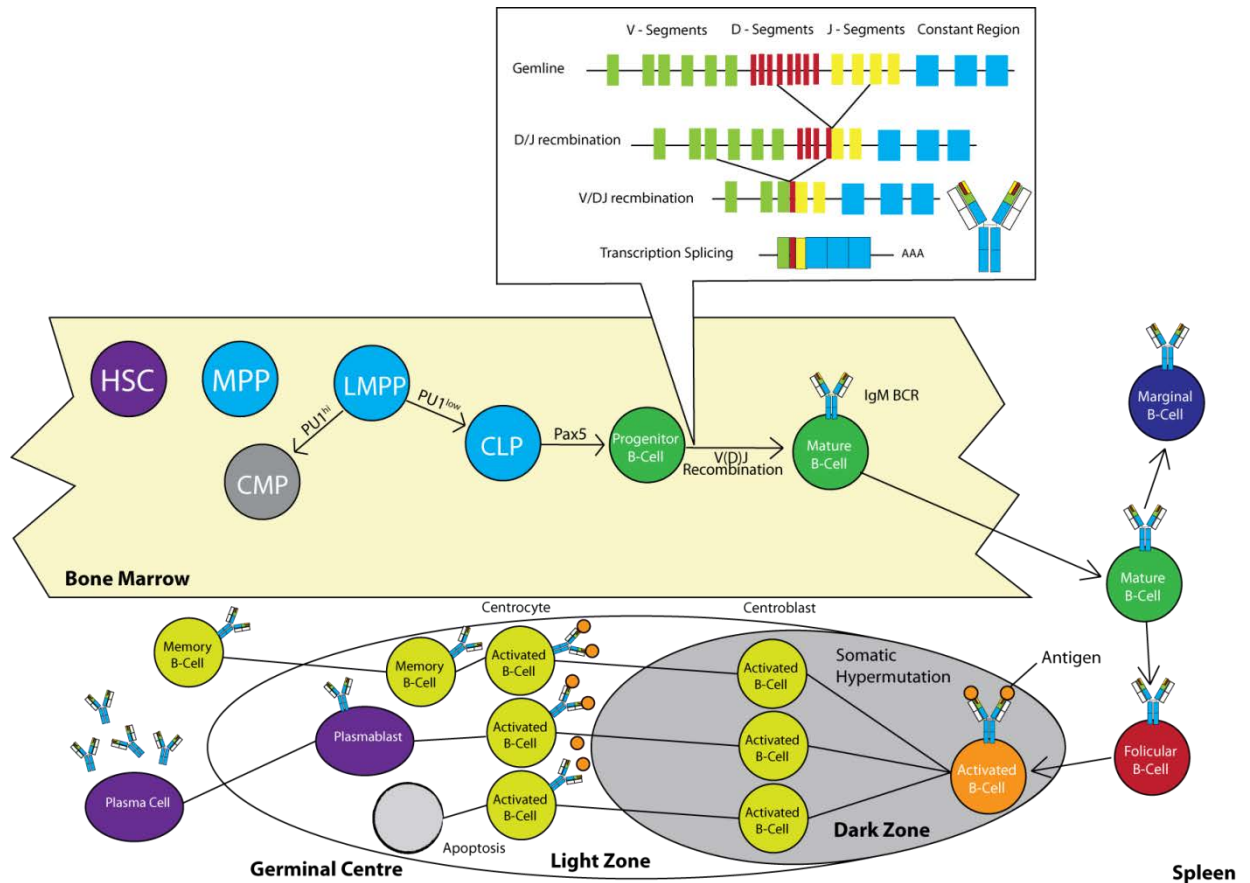 V - Segments
D - Segments
J - Segments
Constant Region
Gemline
D/J recmbination
V/DJ recmbination
Transcription Splicing
AAA
HSC
MPP
LMPP
PU1hi
PU1low
CMP
CLP
Pax5
Progenitor
B-Cell
V(D)J
Recombination
IgM BCR
Mature
B-Cell
Bone Marrow
Marginal
B-Cell
Mature
B-Cell
Folicular
B-Cell
Spleen
Antigen
Activated
B-Cell
Somatic
Hypermutation
Dark Zone
Centroblast
Activated
B-Cell
Activated
B-Cell
Activated
B-Cell
Centrocyte
Activated
B-Cell
Activated
B-Cell
Activated
B-Cell
Light Zone
Memory
B-Cell
Memory
B-Cell
Plasmablast
Plasma Cell
Apoptosis
Germinal Centre